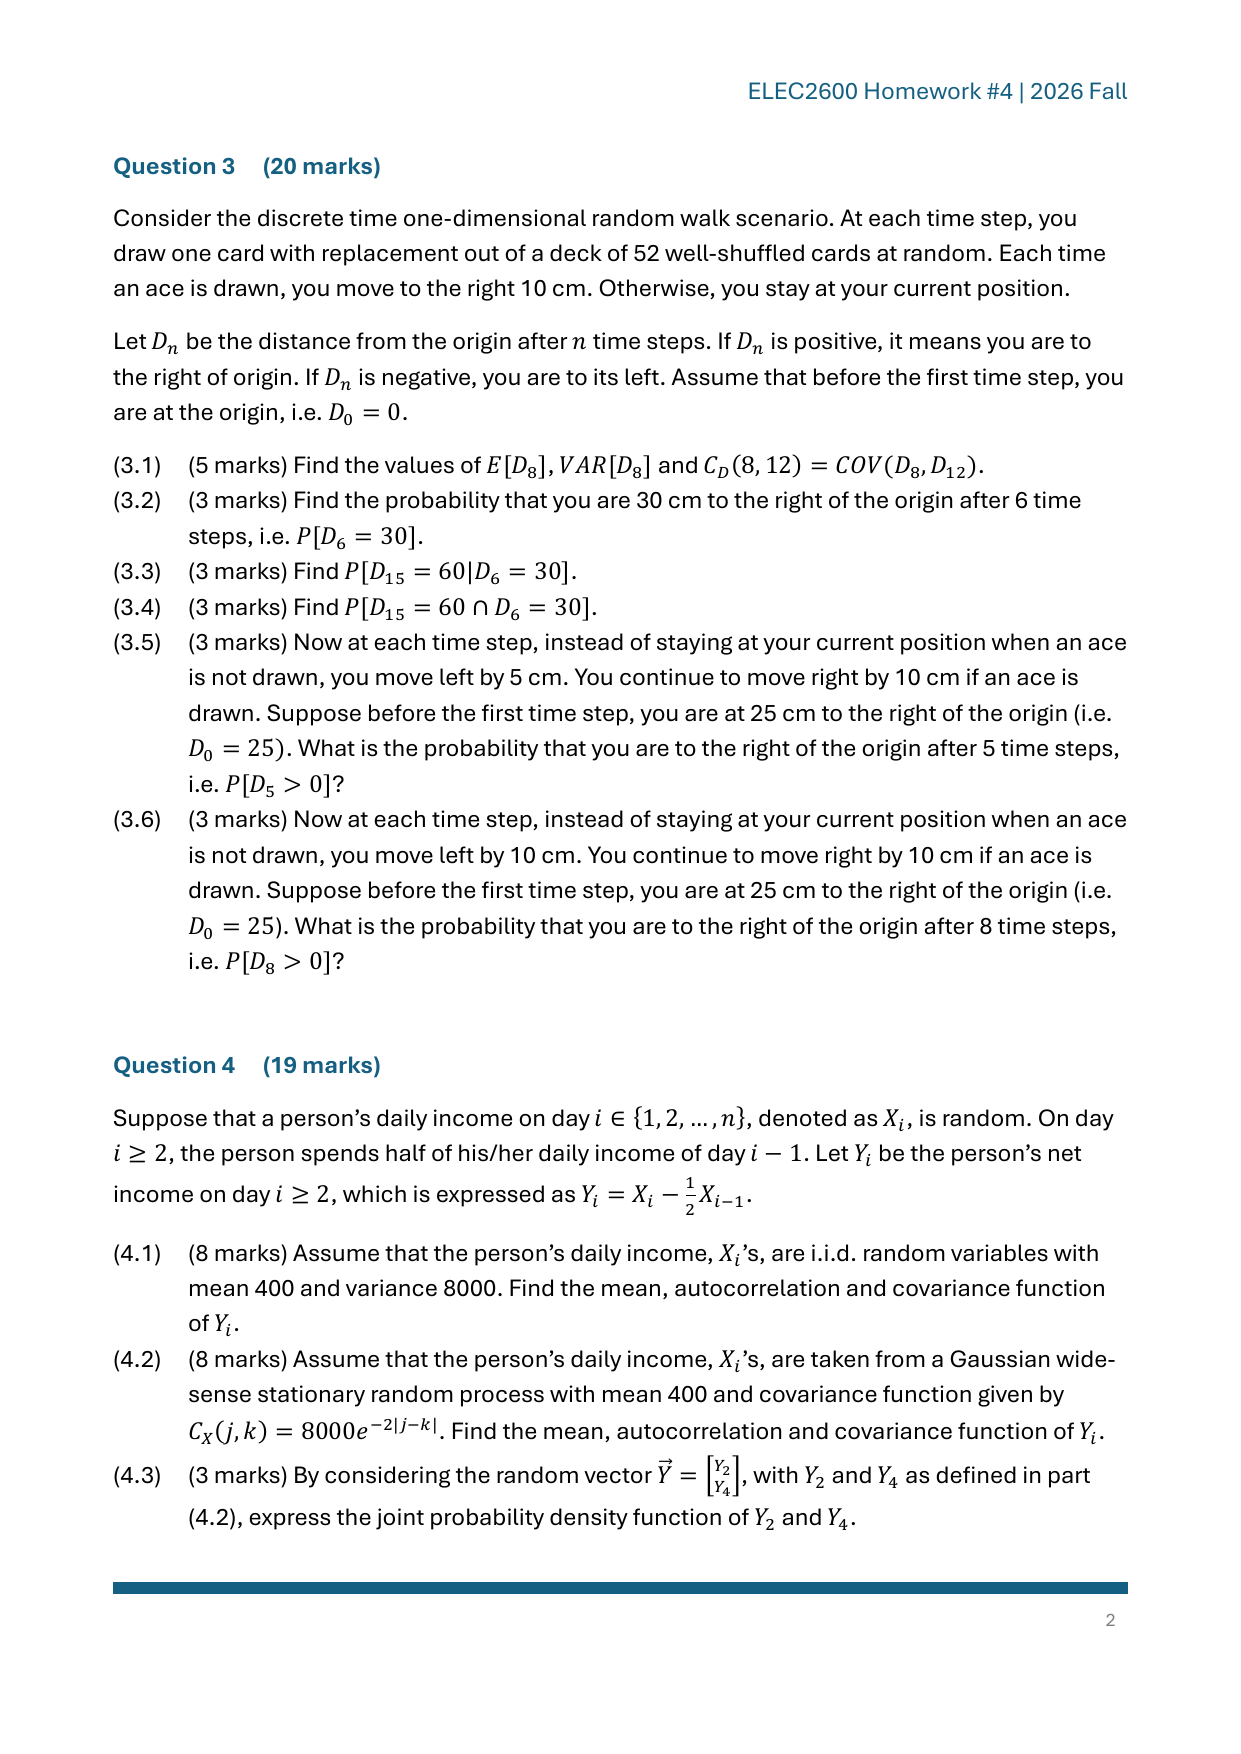 ELEC2600 Homework #4 | 2026 Fall
Question 3 (20 marks)
Consider the discrete time one-dimensional random walk scenario. At each time step, you
draw one card with replacement out of a deck of 52 well-shuffled cards at random. Each time
an ace is drawn, you move to the right 10 cm. Otherwise, you stay at your current position.
Let $D_n$ be the distance from the origin after $n$ time steps. If $D_n$ is positive, it means you are to
the right of origin. If $D_n$ is negative, you are to its left. Assume that before the first time step, you
are at the origin, i.e. $D_0 = 0$.
(3.1) (5 marks) Find the values of $E[D_8], VAR[D_8]$ and $C_D(8, 12) = COV(D_8, D_{12})$.
(3.2) (3 marks) Find the probability that you are 30 cm to the right of the origin after 6 time
steps, i.e. $P[D_6 = 30]$.
(3.3) (3 marks) Find $P[D_{15} = 60|D_6 = 30]$.
(3.4) (3 marks) Find $P[D_{15} = 60 \cap D_6 = 30]$.
(3.5) (3 marks) Now at each time step, instead of staying at your current position when an ace
is not drawn, you move left by 5 cm. You continue to move right by 10 cm if an ace is
drawn. Suppose before the first time step, you are at 25 cm to the right of the origin (i.e.
$D_0 = 25$). What is the probability that you are to the right of the origin after 5 time steps,
i.e. $P[D_5 > 0]$?
(3.6) (3 marks) Now at each time step, instead of staying at your current position when an ace
is not drawn, you move left by 10 cm. You continue to move right by 10 cm if an ace is
drawn. Suppose before the first time step, you are at 25 cm to the right of the origin (i.e.
$D_0 = 25$). What is the probability that you are to the right of the origin after 8 time steps,
i.e. $P[D_8 > 0]$?
Question 4 (19 marks)
Suppose that a person’s daily income on day $i \in \{1, 2, \ldots, n\}$, denoted as $X_i$, is random. On day
$i \geq 2$, the person spends half of his/her daily income of day $i - 1$. Let $Y_i$ be the person’s net
income on day $i \geq 2$, which is expressed as $Y_i = X_i - \frac{1}{2}X_{i-1}$.
(4.1) (8 marks) Assume that the person’s daily income, $X_i$’s, are i.i.d. random variables with
mean 400 and variance 8000. Find the mean, autocorrelation and covariance function
of $Y_i$.
(4.2) (8 marks) Assume that the person’s daily income, $X_i$’s, are taken from a Gaussian wide-
sense stationary random process with mean 400 and covariance function given by
$C_X(j, k) = 8000e^{-2|j-k|}$. Find the mean, autocorrelation and covariance function of $Y_i$.
(4.3) (3 marks) By considering the random vector $\vec{Y} = \begin{bmatrix} Y_2 \\ Y_4 \end{bmatrix}$, with $Y_2$ and $Y_4$ as defined in part
(4.2), express the joint probability density function of $Y_2$ and $Y_4$.
2